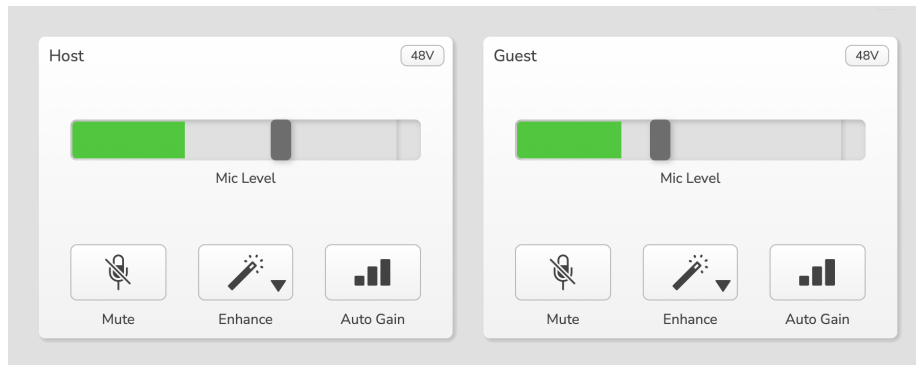 Host 48V
Mic Level
Mute Enhance Auto Gain
Guest 48V
Mic Level
Mute Enhance Auto Gain